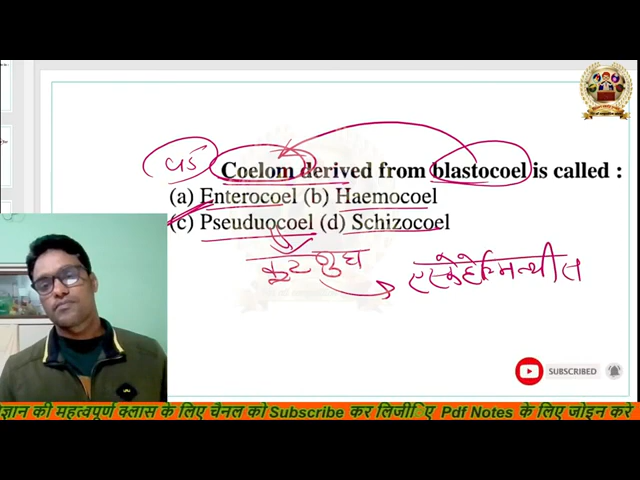 Coelom derived from blastocoel is called :
(a) Enterocoel (b) Haemocoel
(c) Pseuduocoel (d) Schizocoel
कूट गुहा
एस्केहेल्मिन्थीस
SUBSCRIBED
ज्ञान की महत्वपूर्ण क्लास के लिए चैनल को Subscribe कर लिजीिए Pdf Notes के लिए जोइन करे